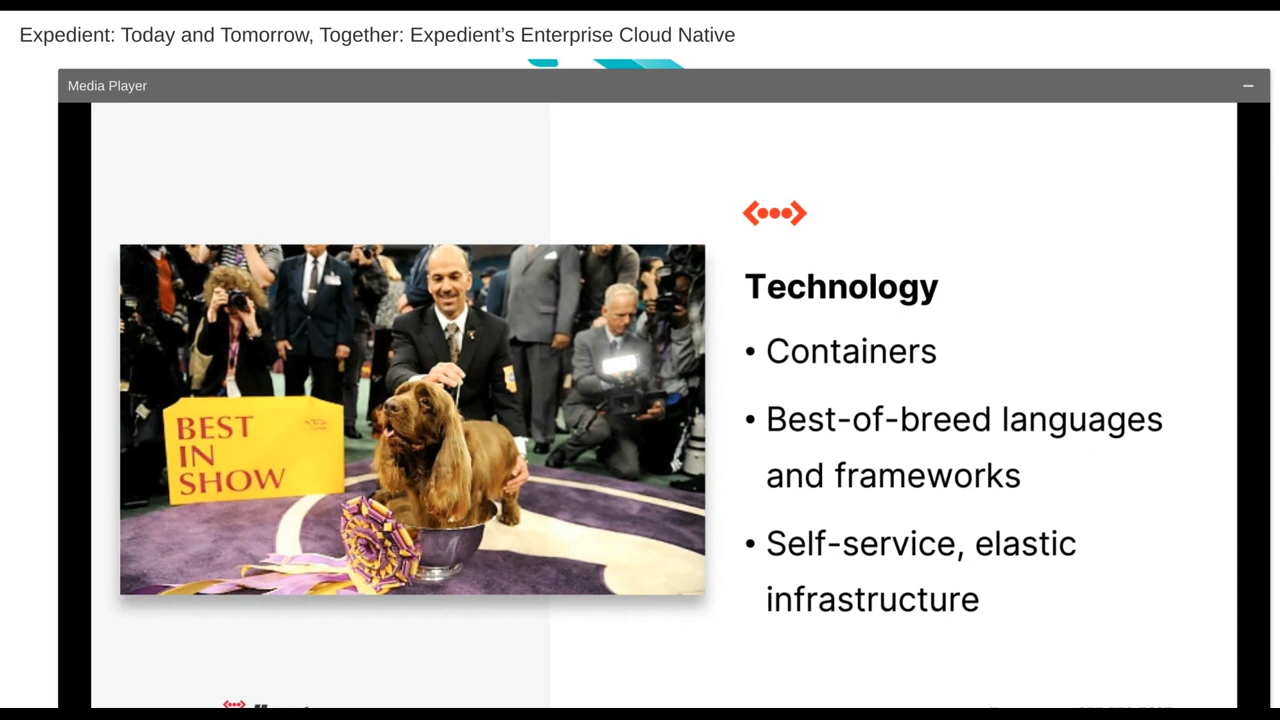 Expedient: Today and Tomorrow, Together: Expedient’s Enterprise Cloud Native
Media Player
BEST
IN
SHOW
Technology
• Containers
• Best-of-breed languages
and frameworks
• Self-service, elastic
infrastructure